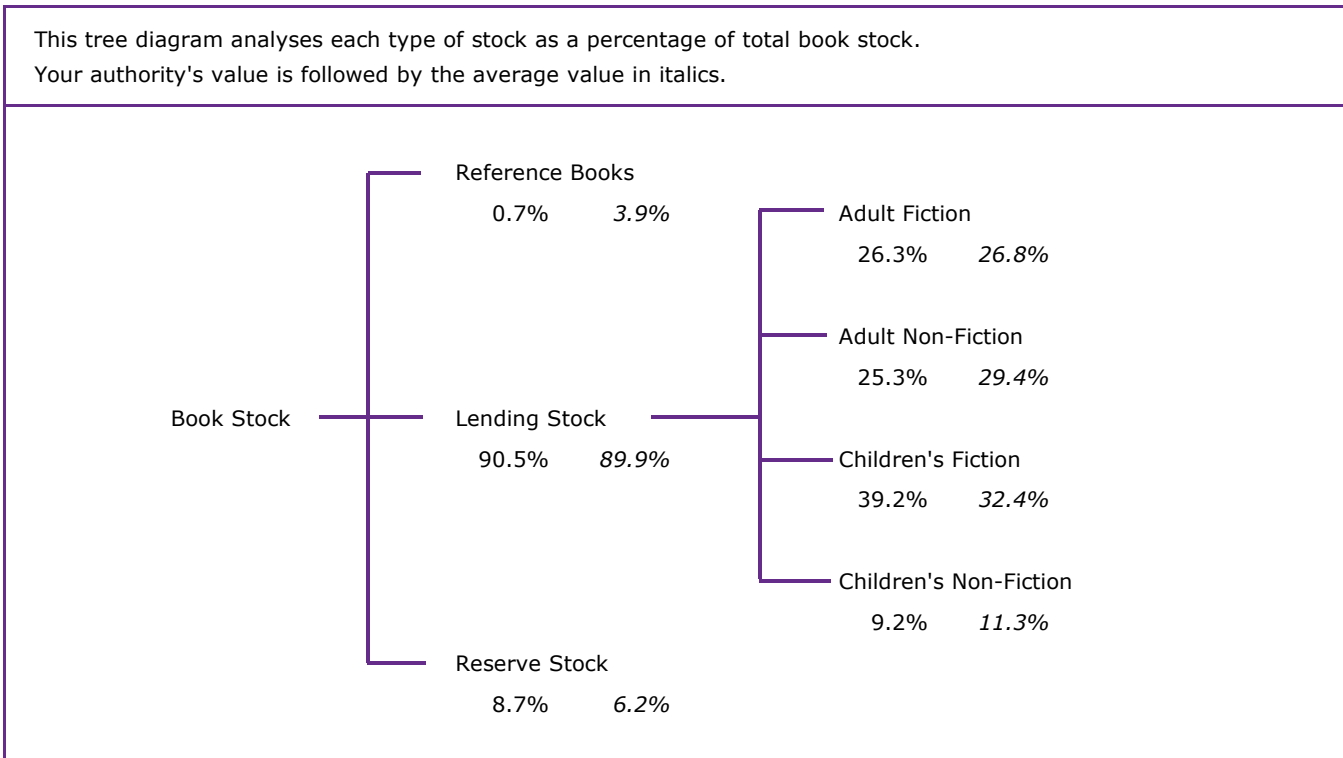 This tree diagram analyses each type of stock as a percentage of total book stock.
Your authority's value is followed by the average value in italics.
Reference Books
0.7% 3.9%
Adult Fiction
26.3% 26.8%
Adult Non-Fiction
25.3% 29.4%
Book Stock
Lending Stock
90.5% 89.9%
Children's Fiction
39.2% 32.4%
Children's Non-Fiction
9.2% 11.3%
Reserve Stock
8.7% 6.2%